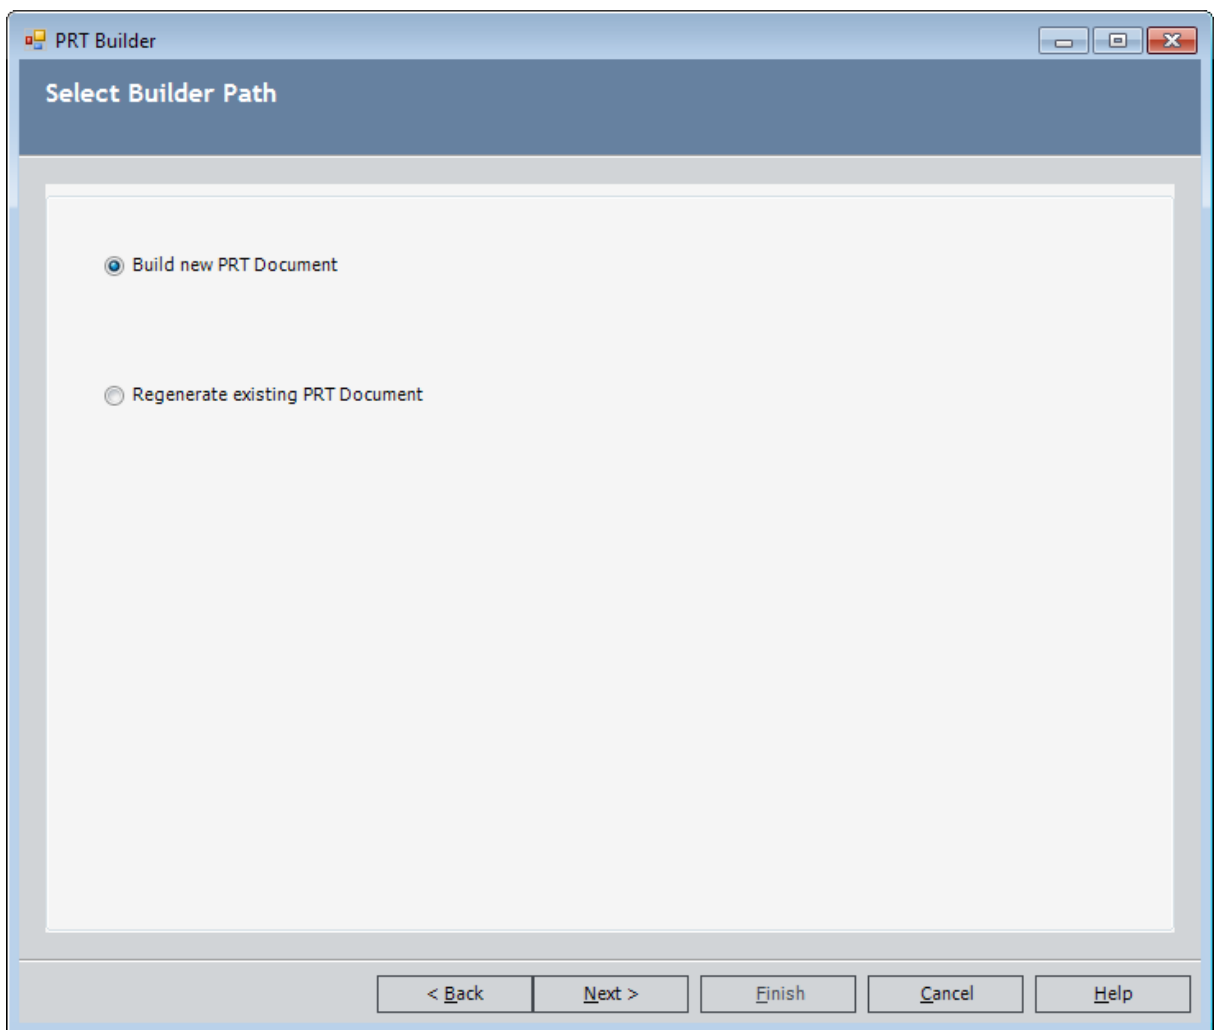 PRT Builder
Select Builder Path
Build new PRT Document
Regenerate existing PRT Document
< Back Next > Finish Cancel Help